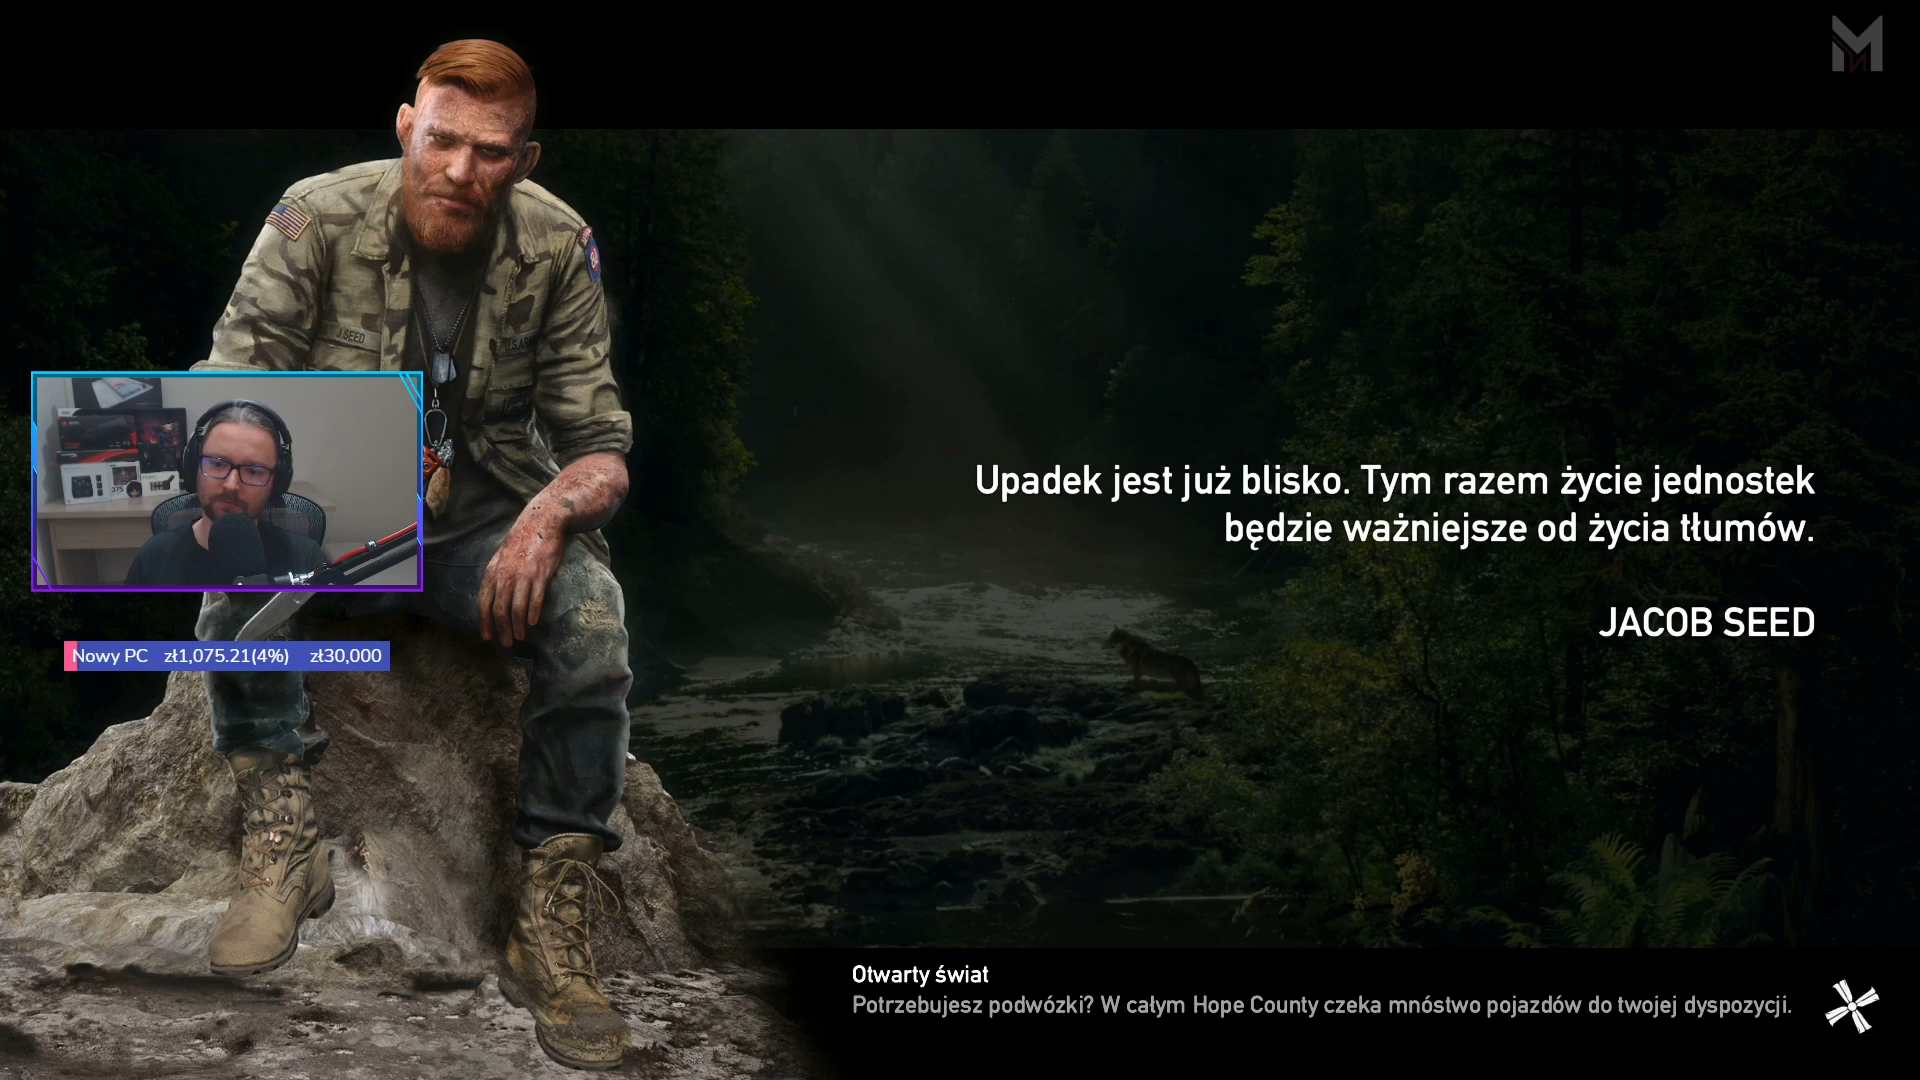 J.SEED
Upadek jest już blisko. Tym razem życie jednostek
będzie ważniejsze od życia tłumów.
JACOB SEED
Nowy PC zł1,075.21(4%) zł30,000
Otwarty świat
Potrzebujesz podwózki? W całym Hope County czeka mnóstwo pojazdów do twojej dyspozycji.